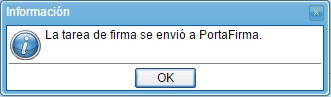 Información
La tarea de firma se envió a PortaFirma.
OK